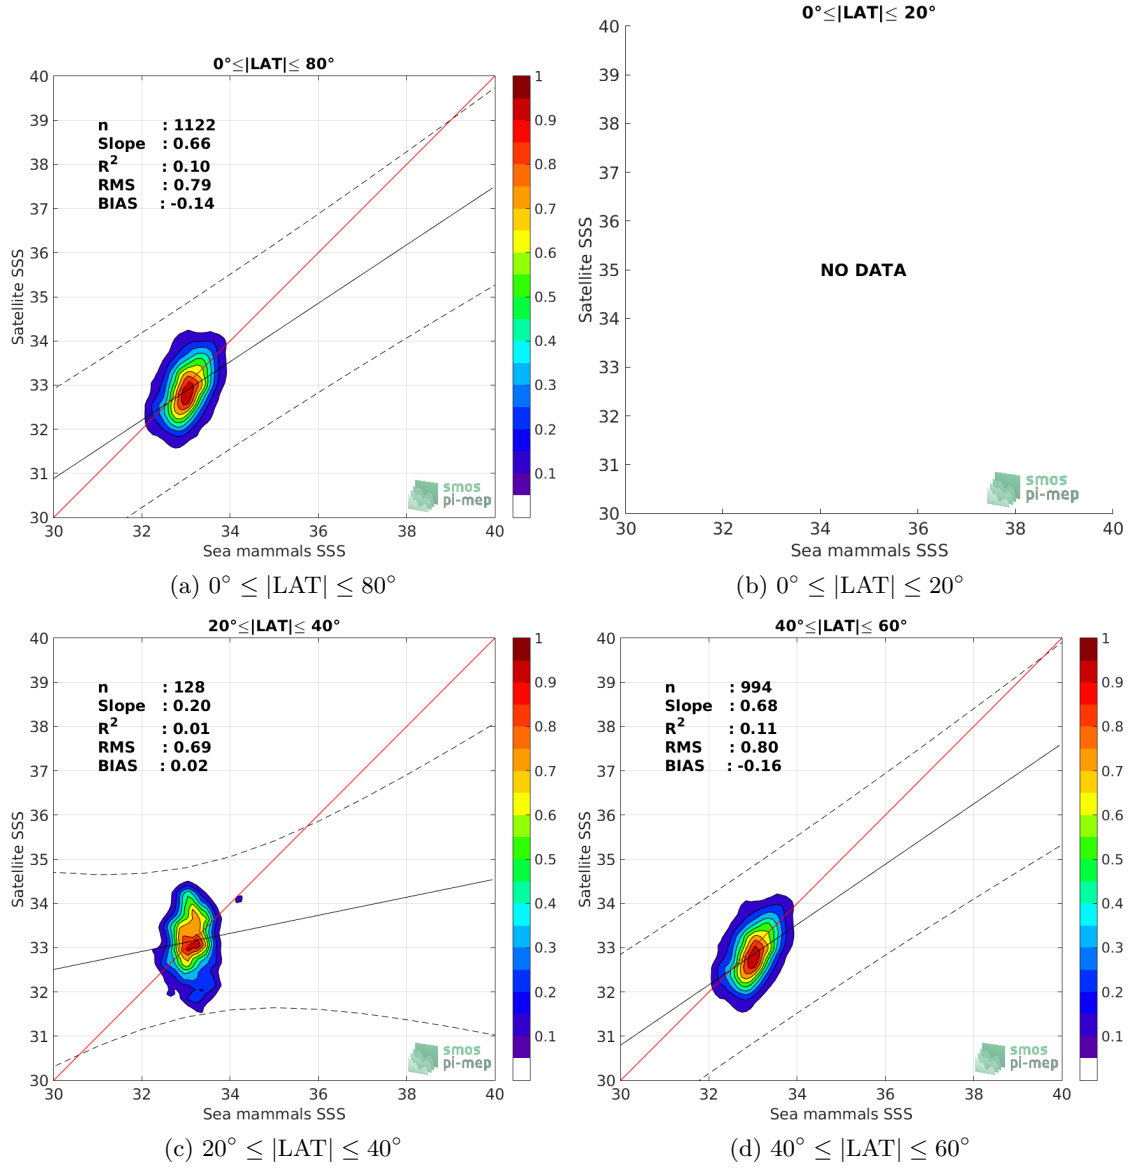 0°≤|LAT|≤ 80°
40
39
38
37
36
35
34
33
32
31
30
n : 1122
Slope : 0.66
R² : 0.10
RMS : 0.79
BIAS : -0.14
1
0.9
0.8
0.7
0.6
0.5
0.4
0.3
0.2
0.1
Satellite SSS
smos
pi-mep
30 32 34 36 38 40
Sea mammals SSS
(a) 0° ≤ |LAT| ≤ 80°
0°≤|LAT|≤ 20°
40
39
38
37
36
35
34
33
32
31
30
Satellite SSS
NO DATA
smos
pi-mep
30 32 34 36 38 40
Sea mammals SSS
(b) 0° ≤ |LAT| ≤ 20°
20°≤|LAT|≤ 40°
40
39
38
37
36
35
34
33
32
31
30
n : 128
Slope : 0.20
R² : 0.01
RMS : 0.69
BIAS : 0.02
1
0.9
0.8
0.7
0.6
0.5
0.4
0.3
0.2
0.1
Satellite SSS
smos
pi-mep
30 32 34 36 38 40
Sea mammals SSS
(c) 20° ≤ |LAT| ≤ 40°
40°≤|LAT|≤ 60°
40
39
38
37
36
35
34
33
32
31
30
n : 994
Slope : 0.68
R² : 0.11
RMS : 0.80
BIAS : -0.16
1
0.9
0.8
0.7
0.6
0.5
0.4
0.3
0.2
0.1
Satellite SSS
smos
pi-mep
30 32 34 36 38 40
Sea mammals SSS
(d) 40° ≤ |LAT| ≤ 60°